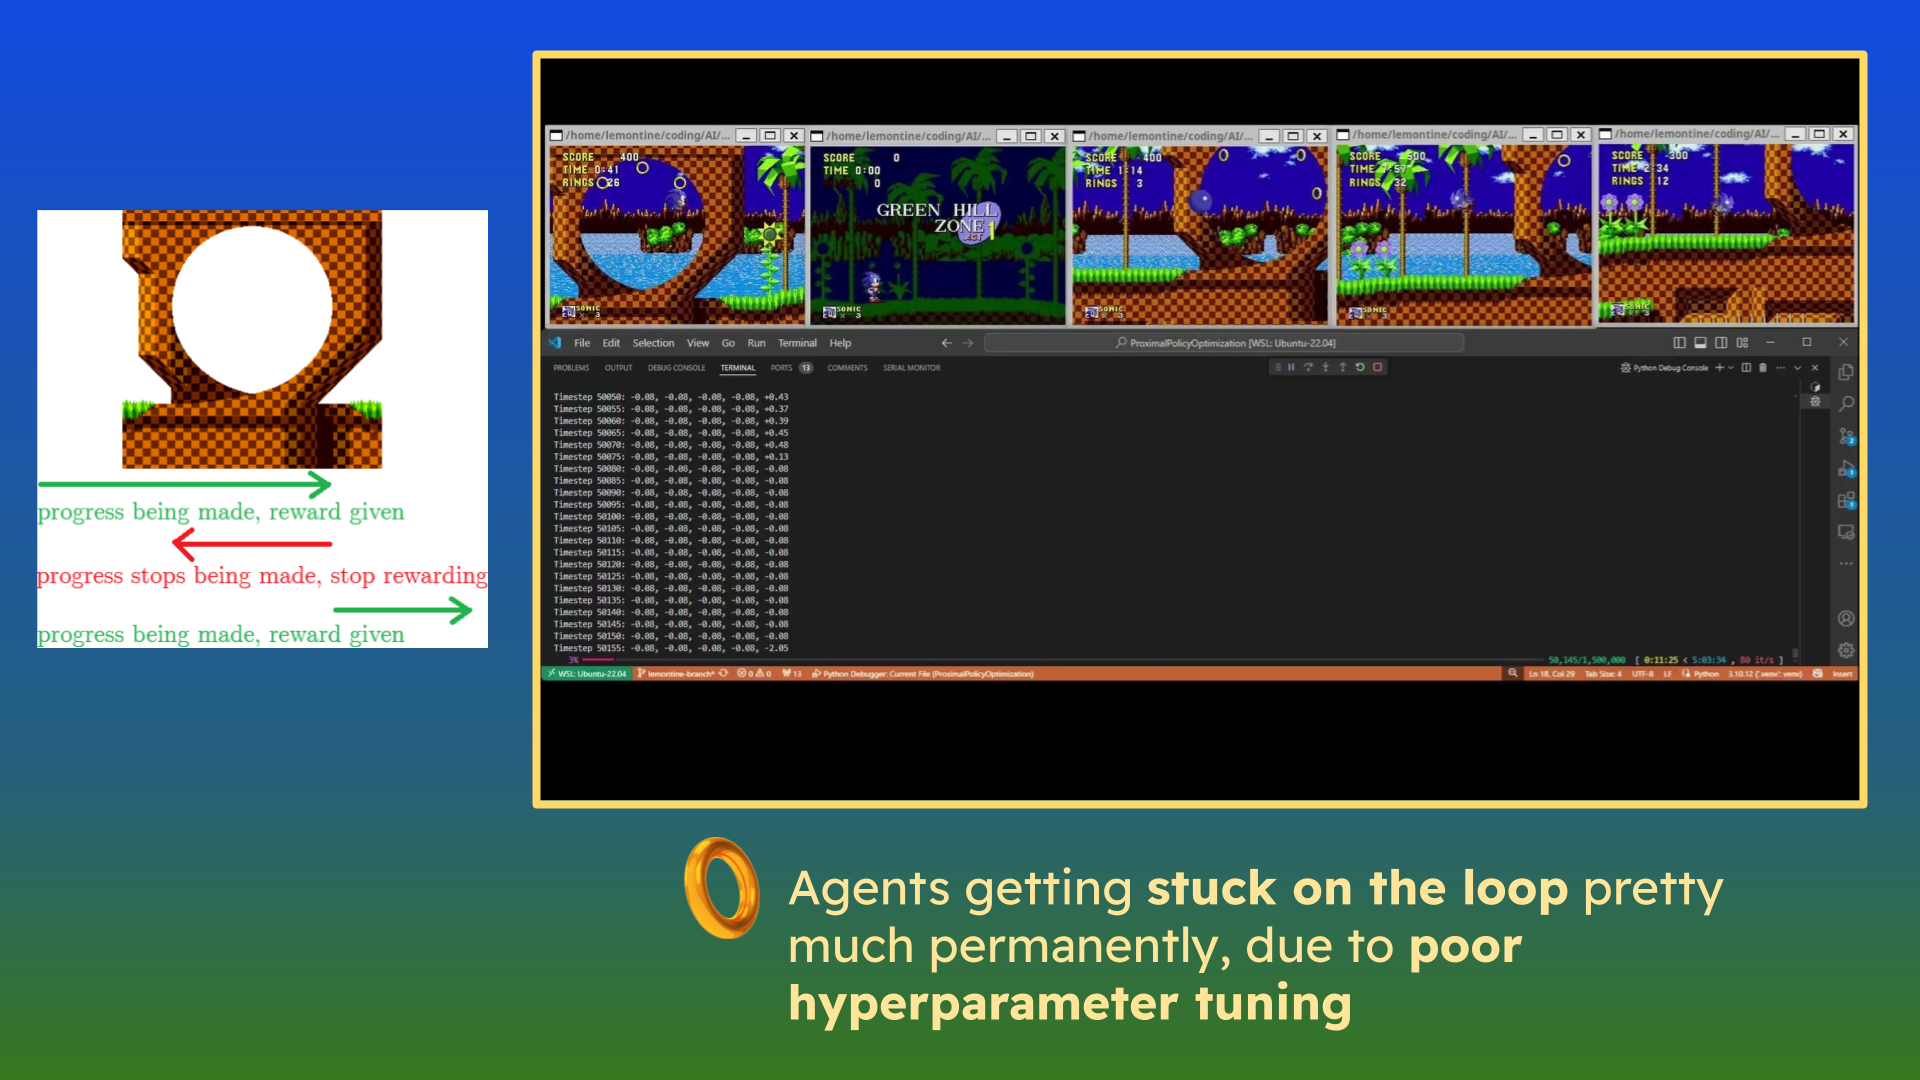 progress being made, reward given
progress stops being made, stop rewarding
progress being made, reward given
/home/lemontine/coding/AI/...
/home/lemontine/coding/AI/...
/home/lemontine/coding/AI/...
/home/lemontine/coding/AI/...
/home/lemontine/coding/AI/...
SCORE 400
TIME 0:41
RINGS 26
SONIC
× 3
SCORE 0
TIME 0:00
0
GREEN HILL
ZONE
ACT 1
SONIC
× 3
SCORE 400
TIME 1:14
RINGS 3
SONIC
× 3
SCORE 500
TIME
RINGS 32
SONIC
× 3
SCORE 300
TIME 2:34
RINGS 12
SONIC
File Edit Selection View Go Run Terminal Help
ProximalPolicyOptimization [WSL: Ubuntu-22.04]
PROBLEMS OUTPUT DEBUG CONSOLE TERMINAL PORTS 13 COMMENTS SERIAL MONITOR
Python Debug Console
Timestep 50050: -0.08, -0.08, -0.08, -0.08, +0.43
Timestep 50055: -0.08, -0.08, -0.08, -0.08, +0.37
Timestep 50060: -0.08, -0.08, -0.08, -0.08, +0.39
Timestep 50065: -0.08, -0.08, -0.08, -0.08, +0.45
Timestep 50070: -0.08, -0.08, -0.08, -0.08, +0.48
Timestep 50075: -0.08, -0.08, -0.08, -0.08, +0.13
Timestep 50080: -0.08, -0.08, -0.08, -0.08, -0.08
Timestep 50085: -0.08, -0.08, -0.08, -0.08, -0.08
Timestep 50090: -0.08, -0.08, -0.08, -0.08, -0.08
Timestep 50095: -0.08, -0.08, -0.08, -0.08, -0.08
Timestep 50100: -0.08, -0.08, -0.08, -0.08, -0.08
Timestep 50105: -0.08, -0.08, -0.08, -0.08, -0.08
Timestep 50110: -0.08, -0.08, -0.08, -0.08, -0.08
Timestep 50115: -0.08, -0.08, -0.08, -0.08, -0.08
Timestep 50120: -0.08, -0.08, -0.08, -0.08, -0.08
Timestep 50125: -0.08, -0.08, -0.08, -0.08, -0.08
Timestep 50130: -0.08, -0.08, -0.08, -0.08, -0.08
Timestep 50135: -0.08, -0.08, -0.08, -0.08, -0.08
Timestep 50140: -0.08, -0.08, -0.08, -0.08, -0.08
Timestep 50145: -0.08, -0.08, -0.08, -0.08, -0.08
Timestep 50150: -0.08, -0.08, -0.08, -0.08, -0.08
Timestep 50155: -0.08, -0.08, -0.08, -0.08, -2.05
3% 50,145/1,500,000 [ 0:11:25 < 5:03:34 , 80 it/s ]
WSL: Ubuntu-22.04 lemontine-branch* 0 0 13 Python Debugger: Current File (ProximalPolicyOptimization) Ln 18, Col 29 Tab Size: 4 UTF-8 LF Python 3.10.12 ('.venv': venv) Insert
Agents getting stuck on the loop pretty
much permanently, due to poor
hyperparameter tuning